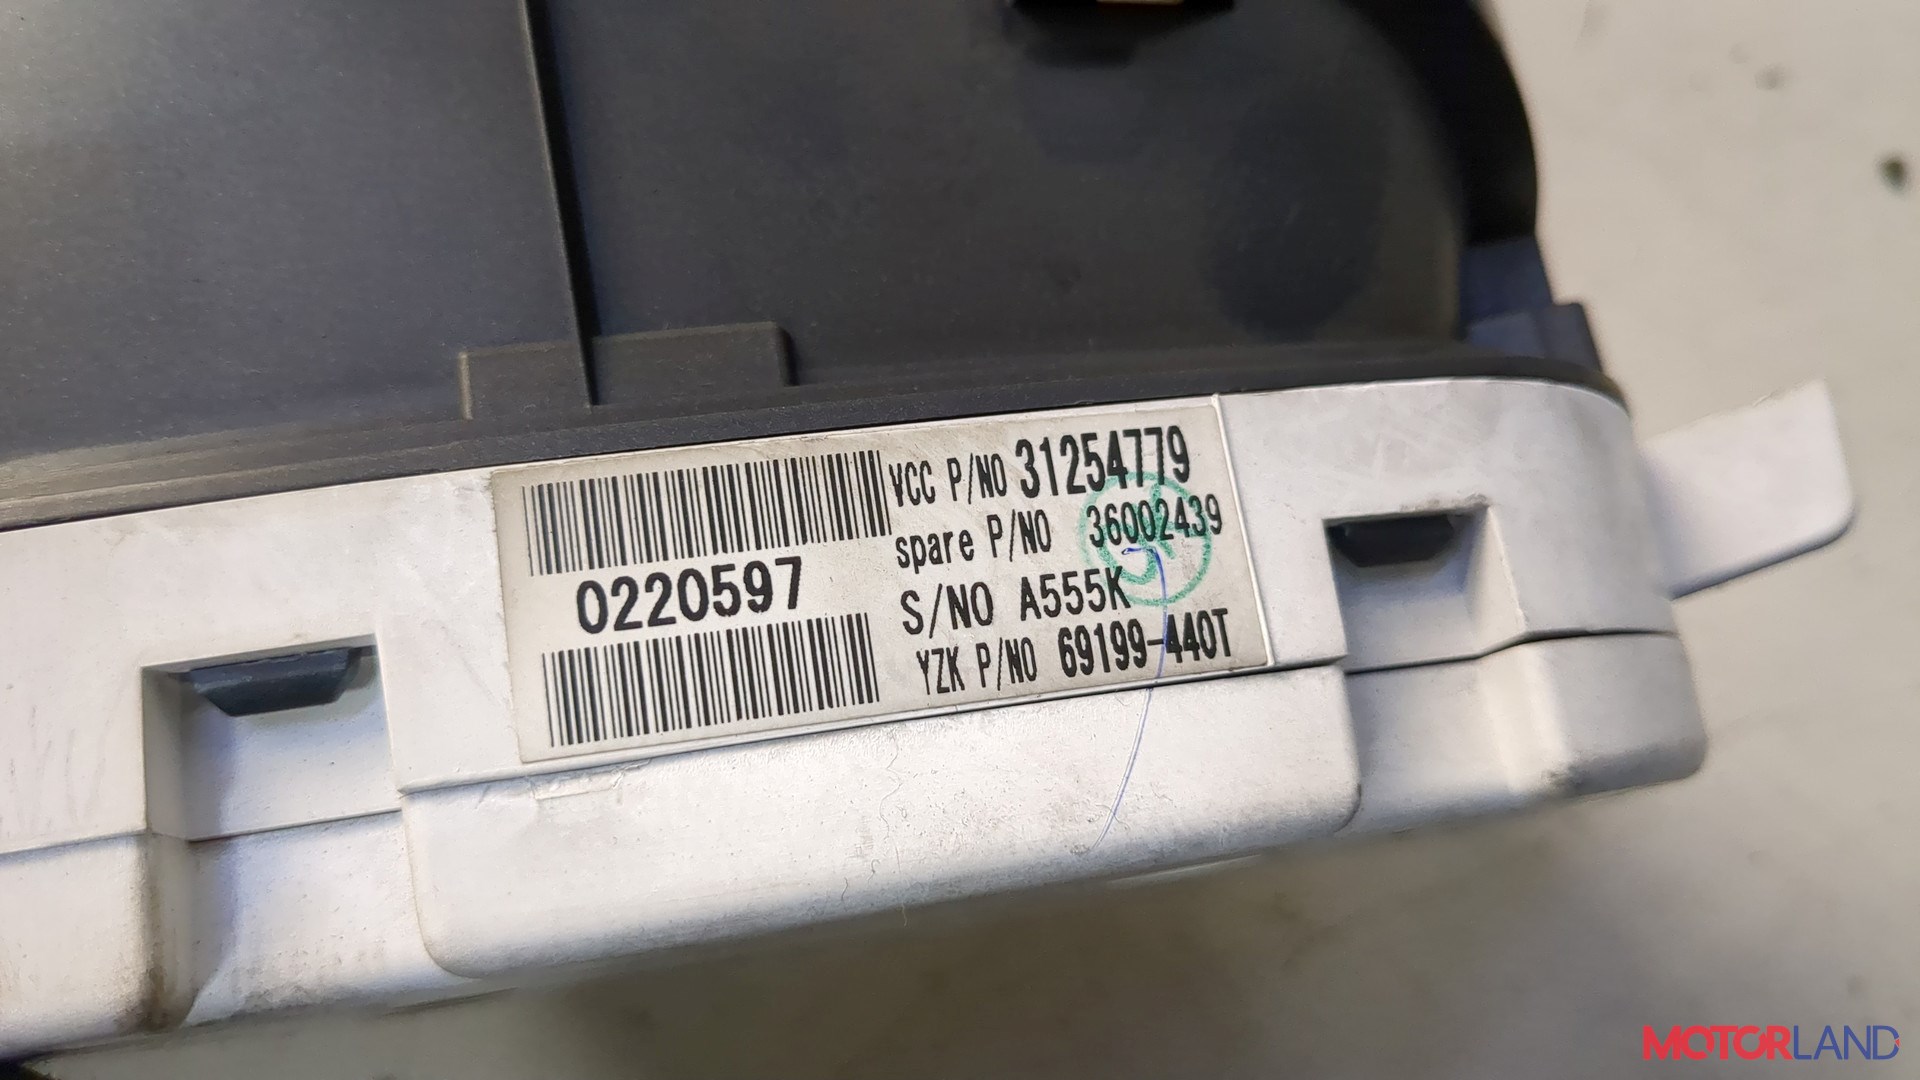 VCC P/NO 31254779
spare P/NO 36002439
0220597
S/NO A555K
YZK P/NO 69199-440T
MOTORLAND